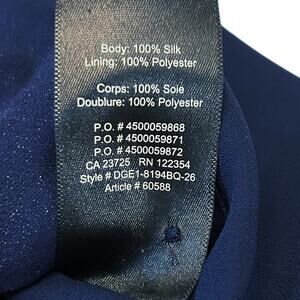 Body: 100% Silk
Lining: 100% Polyester
Corps: 100% Soie
Doublure: 100% Polyester
P.O. # 4500059868
P.O. # 4500059871
P.O. # 4500059872
CA 23725 RN 122354
Style # DGE1-8194BQ-26
Article # 60588